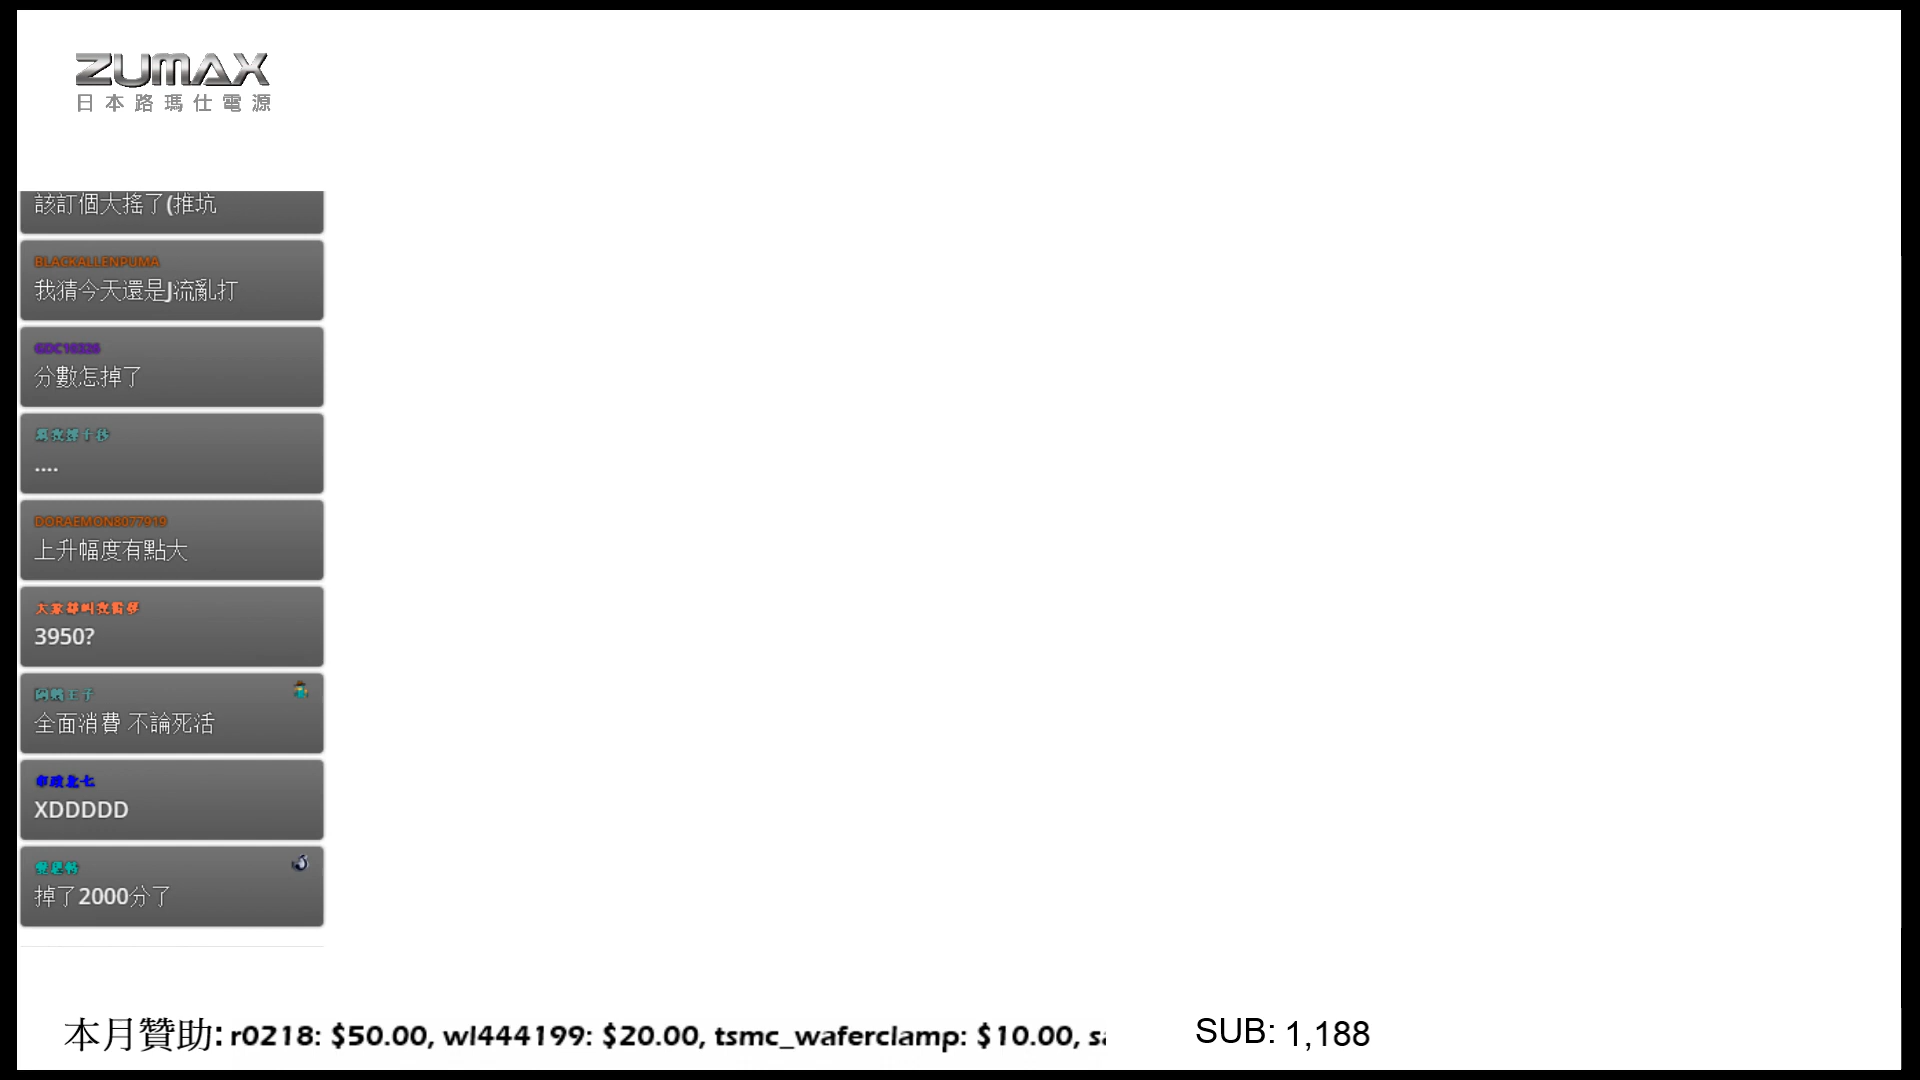 ZUMAX
日本路瑪仕電源
該訂個大搖了(推坑
BLACKALLENPUMA
我猜今天還是J流亂打
分數怎掉了
....
DORAEMON8077919
上升幅度有點大
3950?
全面消費 不論死活
XDDDDD
掉了2000分了
本月贊助: r0218: $50.00, wl444199: $20.00, tsmc_waferclamp: $10.00, sa
SUB: 1,188